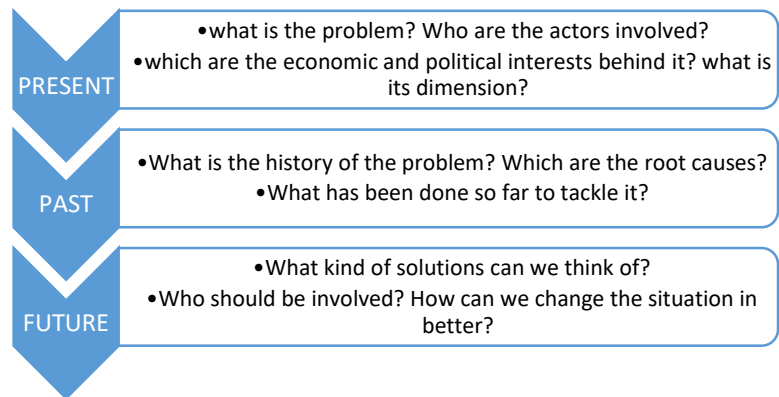 PRESENT
•what is the problem? Who are the actors involved?
•which are the economic and political interests behind it? what is
its dimension?
PAST
•What is the history of the problem? Which are the root causes?
•What has been done so far to tackle it?
FUTURE
•What kind of solutions can we think of?
•Who should be involved? How can we change the situation in
better?